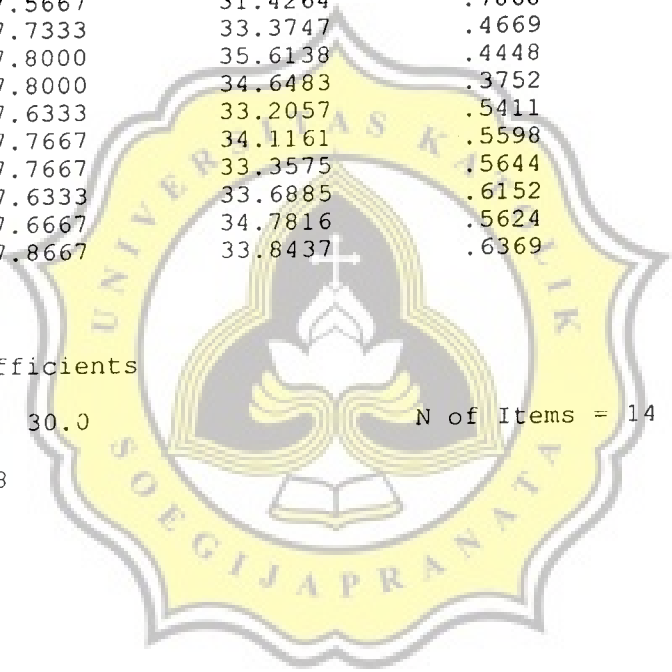 7.5667 31.4264
7.7333 33.3747 .4669
7.8000 35.6138 .4448
7.8000 34.6483 .3752
7.6333 33.2057 .5411
7.7667 34.1161 .5598
7.7667 33.3575 .5644
7.6333 33.6885 .6152
7.6667 34.7816 .5624
7.8667 33.8437 .6369
fficients
30.0 N of Items = 14
UNIVERSITAS KATOLIK
SOEGIJAPRANATA